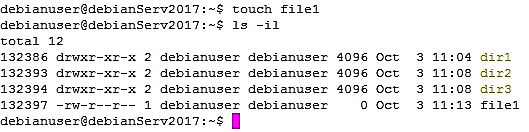 debianuser@debianServ2017:~$ touch file1
debianuser@debianServ2017:~$ ls -il
total 12
132386 drwxr-xr-x 2 debianuser debianuser 4096 Oct  3 11:04 dir1
132393 drwxr-xr-x 2 debianuser debianuser 4096 Oct  3 11:08 dir2
132394 drwxr-xr-x 2 debianuser debianuser 4096 Oct  3 11:08 dir3
132397 -rw-r--r-- 1 debianuser debianuser    0 Oct  3 11:13 file1
debianuser@debianServ2017:~$